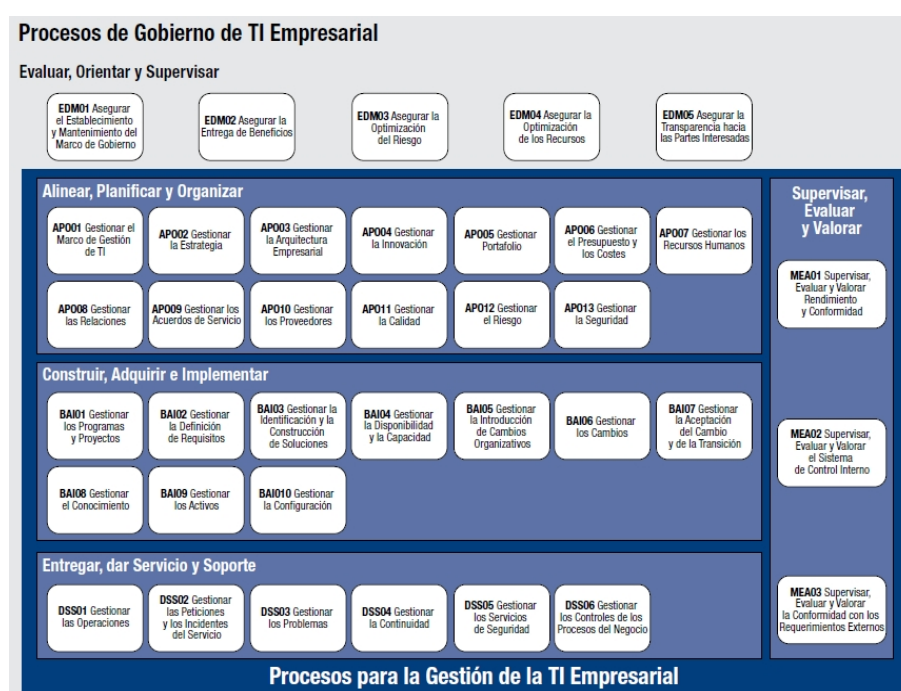 Procesos de Gobierno de TI Empresarial
Evaluar, Orientar y Supervisar
EDM01 Asegurar
el Establecimiento
y Mantenimiento del
Marco de Gobierno
EDM02 Asegurar la
Entrega de Beneficios
EDM03 Asegurar la
Optimización
del Riesgo
EDM04 Asegurar la
Optimización
de los Recursos
EDM05 Asegurar la
Transparencia hacia
las Partes Interesadas
Alinear, Planificar y Organizar
APO01 Gestionar el
Marco de Gestión
de TI
APO02 Gestionar
la Estrategia
APO03 Gestionar
la Arquitectura
Empresarial
APO04 Gestionar
la Innovación
APO05 Gestionar
Portafolio
APO06 Gestionar
el Presupuesto y
los Costes
APO07 Gestionar los
Recursos Humanos
APO08 Gestionar
las Relaciones
APO09 Gestionar los
Acuerdos de Servicio
APO10 Gestionar
los Proveedores
APO11 Gestionar
la Calidad
APO12 Gestionar
el Riesgo
APO13 Gestionar
la Seguridad
Construir, Adquirir e Implementar
BAI01 Gestionar
los Programas
y Proyectos
BAI02 Gestionar
la Definición
de Requisitos
BAI03 Gestionar la
Identificación y la
Construcción
de Soluciones
BAI04 Gestionar
la Disponibilidad
y la Capacidad
BAI05 Gestionar
la Introducción
de Cambios
Organizativos
BAI06 Gestionar
los Cambios
BAI07 Gestionar
la Aceptación
del Cambio
y de la Transición
BAI08 Gestionar
el Conocimiento
BAI09 Gestionar
los Activos
BAI010 Gestionar
la Configuración
Entregar, dar Servicio y Soporte
DSS01 Gestionar
las Operaciones
DSS02 Gestionar
las Peticiones
y los Incidentes
del Servicio
DSS03 Gestionar
los Problemas
DSS04 Gestionar
la Continuidad
DSS05 Gestionar
los Servicios
de Seguridad
DSS06 Gestionar
los Controles de los
Procesos del Negocio
Supervisar,
Evaluar
y Valorar
MEA01 Supervisar,
Evaluar y Valorar
Rendimiento
y Conformidad
MEA02 Supervisar,
Evaluar y Valorar
el Sistema
de Control Interno
MEA03 Supervisar,
Evaluar y Valorar
la Conformidad con los
Requerimientos Externos
Procesos para la Gestión de la TI Empresarial